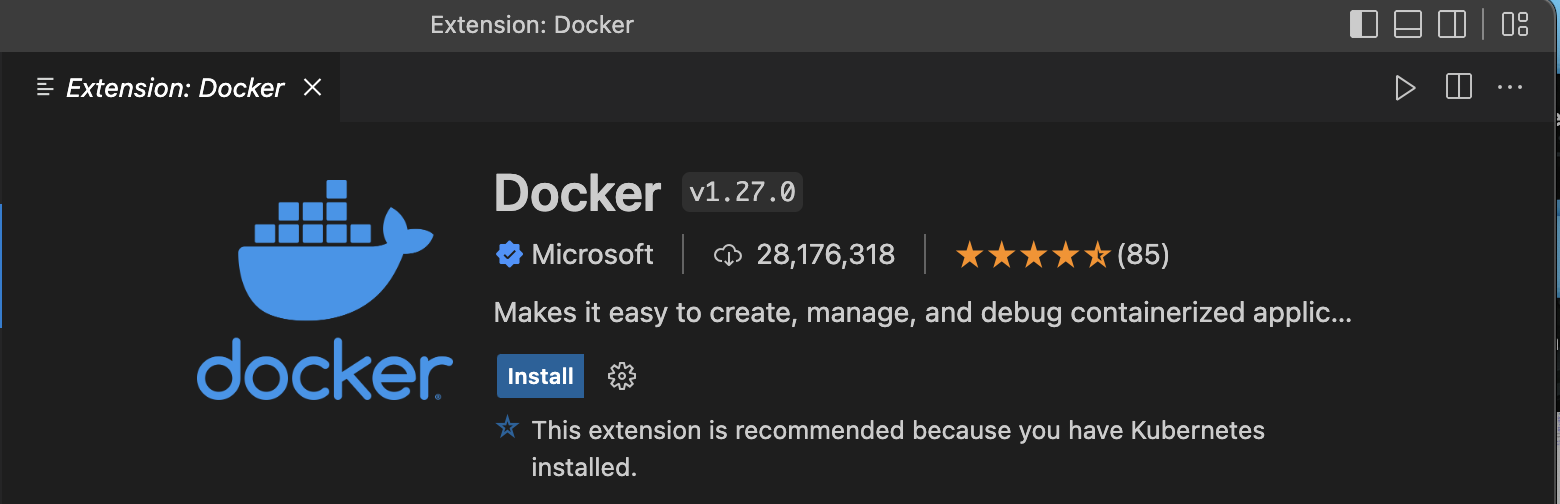 Extension: Docker
Extension: Docker
Docker v1.27.0
Microsoft 28,176,318 (85)
Makes it easy to create, manage, and debug containerized applic...
docker
Install
This extension is recommended because you have Kubernetes
installed.